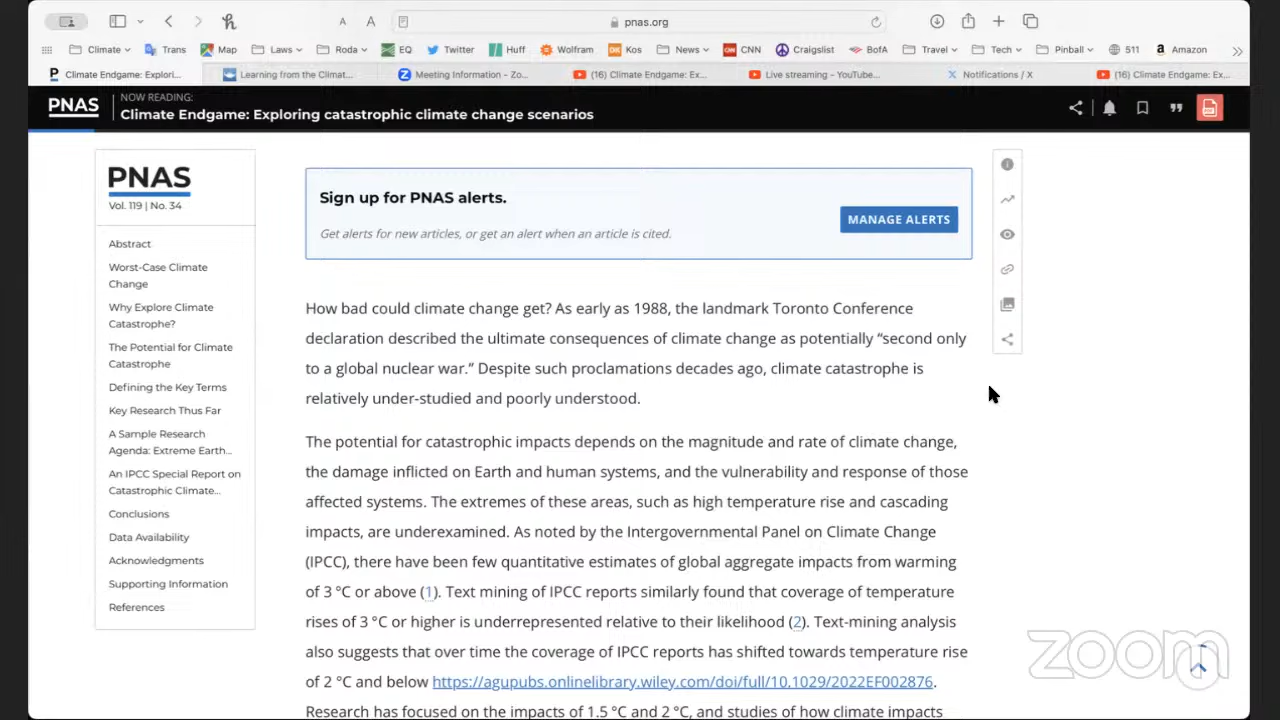 A A
pnas.org
Climate Trans Map Laws Roda EQ Twitter Huff Wolfram Kos News CNN Craigslist BofA Travel Tech Pinball 511 Amazon
Climate Endgame: Explori... Learning from the Climat... Meeting Information - Zo... (16) Climate Endgame: Ex... Live streaming - YouTube... Notifications / X (16) Climate Endgame: Ex...
PNAS
NOW READING:
Climate Endgame: Exploring catastrophic climate change scenarios
PNAS
Vol. 119 | No. 34
Abstract
Worst-Case Climate
Change
Why Explore Climate
Catastrophe?
The Potential for Climate
Catastrophe
Defining the Key Terms
Key Research Thus Far
A Sample Research
Agenda: Extreme Earth...
An IPCC Special Report on
Catastrophic Climate...
Conclusions
Data Availability
Acknowledgments
Supporting Information
References
Sign up for PNAS alerts.
Get alerts for new articles, or get an alert when an article is cited.
MANAGE ALERTS
How bad could climate change get? As early as 1988, the landmark Toronto Conference
declaration described the ultimate consequences of climate change as potentially “second only
to a global nuclear war.” Despite such proclamations decades ago, climate catastrophe is
relatively under-studied and poorly understood.
The potential for catastrophic impacts depends on the magnitude and rate of climate change,
the damage inflicted on Earth and human systems, and the vulnerability and response of those
affected systems. The extremes of these areas, such as high temperature rise and cascading
impacts, are underexamined. As noted by the Intergovernmental Panel on Climate Change
(IPCC), there have been few quantitative estimates of global aggregate impacts from warming
of 3 °C or above (1). Text mining of IPCC reports similarly found that coverage of temperature
rises of 3 °C or higher is underrepresented relative to their likelihood (2). Text-mining analysis
also suggests that over time the coverage of IPCC reports has shifted towards temperature rise
of 2 °C and below https://agupubs.onlinelibrary.wiley.com/doi/full/10.1029/2022EF002876.
Research has focused on the impacts of 1.5 °C and 2 °C, and studies of how climate impacts
zoom